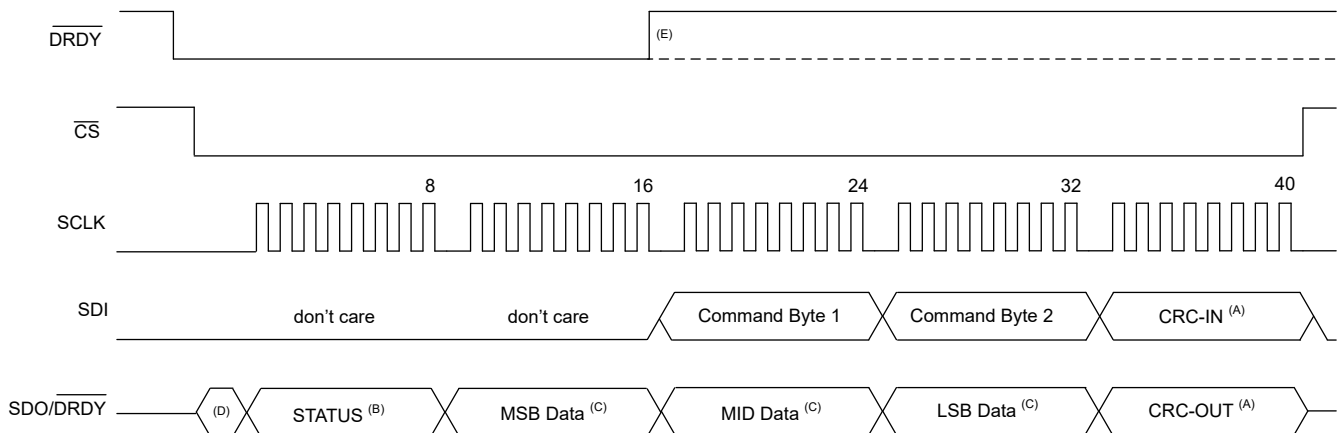 DRDY
(E)
CS
8 16 24 32 40
SCLK
SDI don't care don't care Command Byte 1 Command Byte 2 CRC-IN (A)
SDO/DRDY (D) STATUS (B) MSB Data (C) MID Data (C) LSB Data (C) CRC-OUT (A)